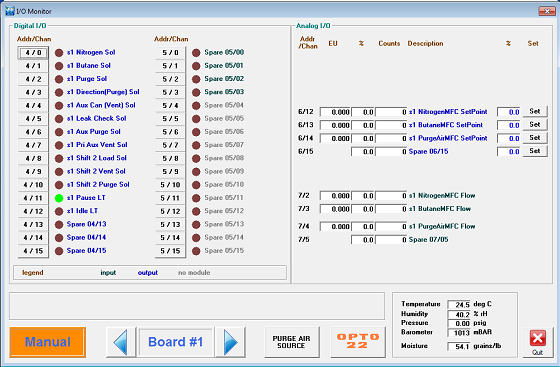 I/O Monitor
Digital I/O
Addr/Chan Addr/Chan
4 / 0 s1 Nitrogen Sol 5 / 0 Spare 05/00
4 / 1 s1 Butane Sol 5 / 1 Spare 05/01
4 / 2 s1 Purge Sol 5 / 2 Spare 05/02
4 / 3 s1 Direction(Purge) Sol 5 / 3 Spare 05/03
4 / 4 s1 Aux Can (Vent) Sol 5 / 4 Spare 05/04
4 / 5 s1 Leak Check Sol 5 / 5 Spare 05/05
4 / 6 s1 Aux Purge Sol 5 / 6 Spare 05/06
4 / 7 s1 Pri Aux Vent Sol 5 / 7 Spare 05/07
4 / 8 s1 Shift 2 Load Sol 5 / 8 Spare 05/08
4 / 9 s1 Shift 2 Vent Sol 5 / 9 Spare 05/09
4 / 10 s1 Shift 2 Purge Sol 5 / 10 Spare 05/10
4 / 11 s1 Pause LT 5 / 11 Spare 05/11
4 / 12 s1 Idle LT 5 / 12 Spare 05/12
4 / 13 Spare 04/13 5 / 13 Spare 05/13
4 / 14 Spare 04/14 5 / 14 Spare 05/14
4 / 15 Spare 04/15 5 / 15 Spare 05/15
legend input output no module
Analog I/O
Addr
/Chan EU % Counts Description % Set
6/12 0.000 0.0 0 s1 NitrogenMFC SetPoint 0.0 Set
6/13 0.000 0.0 0 s1 ButaneMFC SetPoint 0.0 Set
6/14 0.000 0.0 0 s1 PurgeAirMFC SetPoint 0.0 Set
6/15 0.0 0 Spare 06/15 0.0 Set
7/2 0.000 0.0 0 s1 NitrogenMFC Flow
7/3 0.000 0.0 0 s1 ButaneMFC Flow
7/4 0.000 0.0 0 s1 PurgeAirMFC Flow
7/5 0.0 0 Spare 07/05
Manual
Board #1
PURGE AIR
SOURCE
OPTO
22
Temperature 24.5 deg C
Humidity 40.2 % rH
Pressure 0.00 psig
Barometer 1013 mBAR
Moisture 54.1 grains/lb
Quit